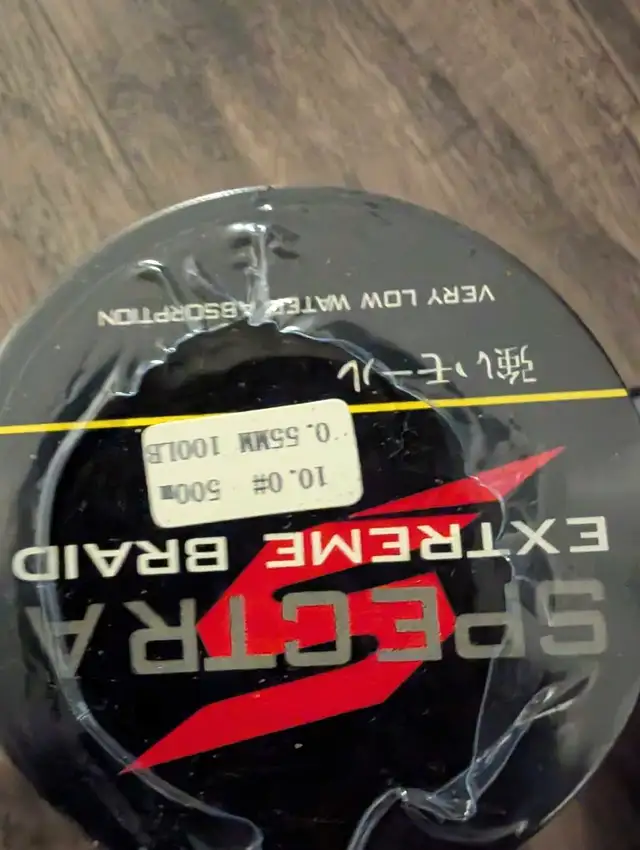 SPECTRA
EXTREME BRAID
10.0# 500m
0.55MM 100LB
強いモール
VERY LOW WATER ABSORPTION